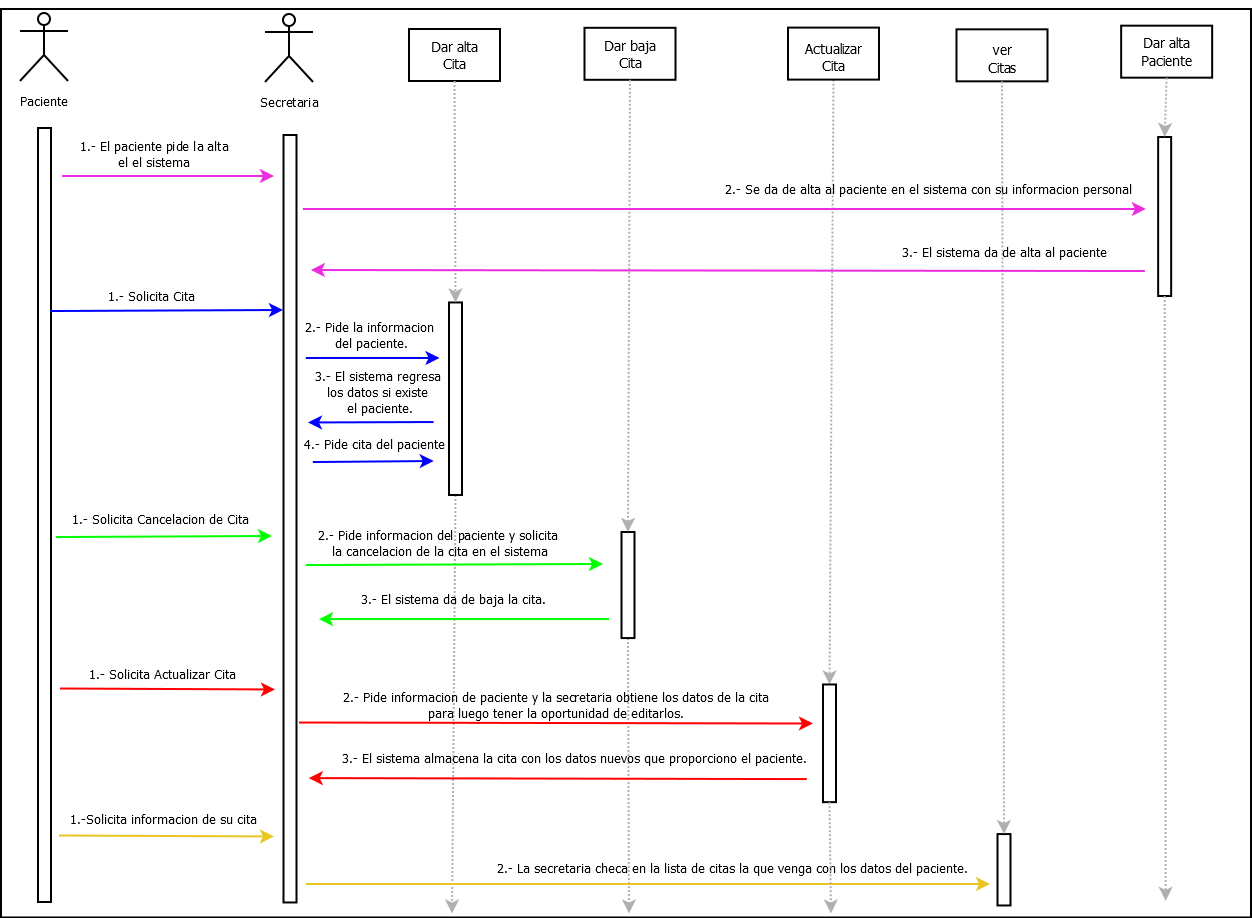 Paciente
Secretaria
Dar alta
Cita
Dar baja
Cita
Actualizar
Cita
ver
Citas
Dar alta
Paciente
1.- El paciente pide la alta
el el sistema
2.- Se da de alta al paciente en el sistema con su informacion personal
3.- El sistema da de alta al paciente
1.- Solicita Cita
2.- Pide la informacion
del paciente.
3.- El sistema regresa
los datos si existe
el paciente.
4.- Pide cita del paciente
1.- Solicita Cancelacion de Cita
2.- Pide informacion del paciente y solicita
la cancelacion de la cita en el sistema
3.- El sistema da de baja la cita.
1.- Solicita Actualizar Cita
2.- Pide informacion de paciente y la secretaria obtiene los datos de la cita
para luego tener la oportunidad de editarlos.
3.- El sistema almacena la cita con los datos nuevos que proporciono el paciente.
1.-Solicita informacion de su cita
2.- La secretaria checa en la lista de citas la que venga con los datos del paciente.